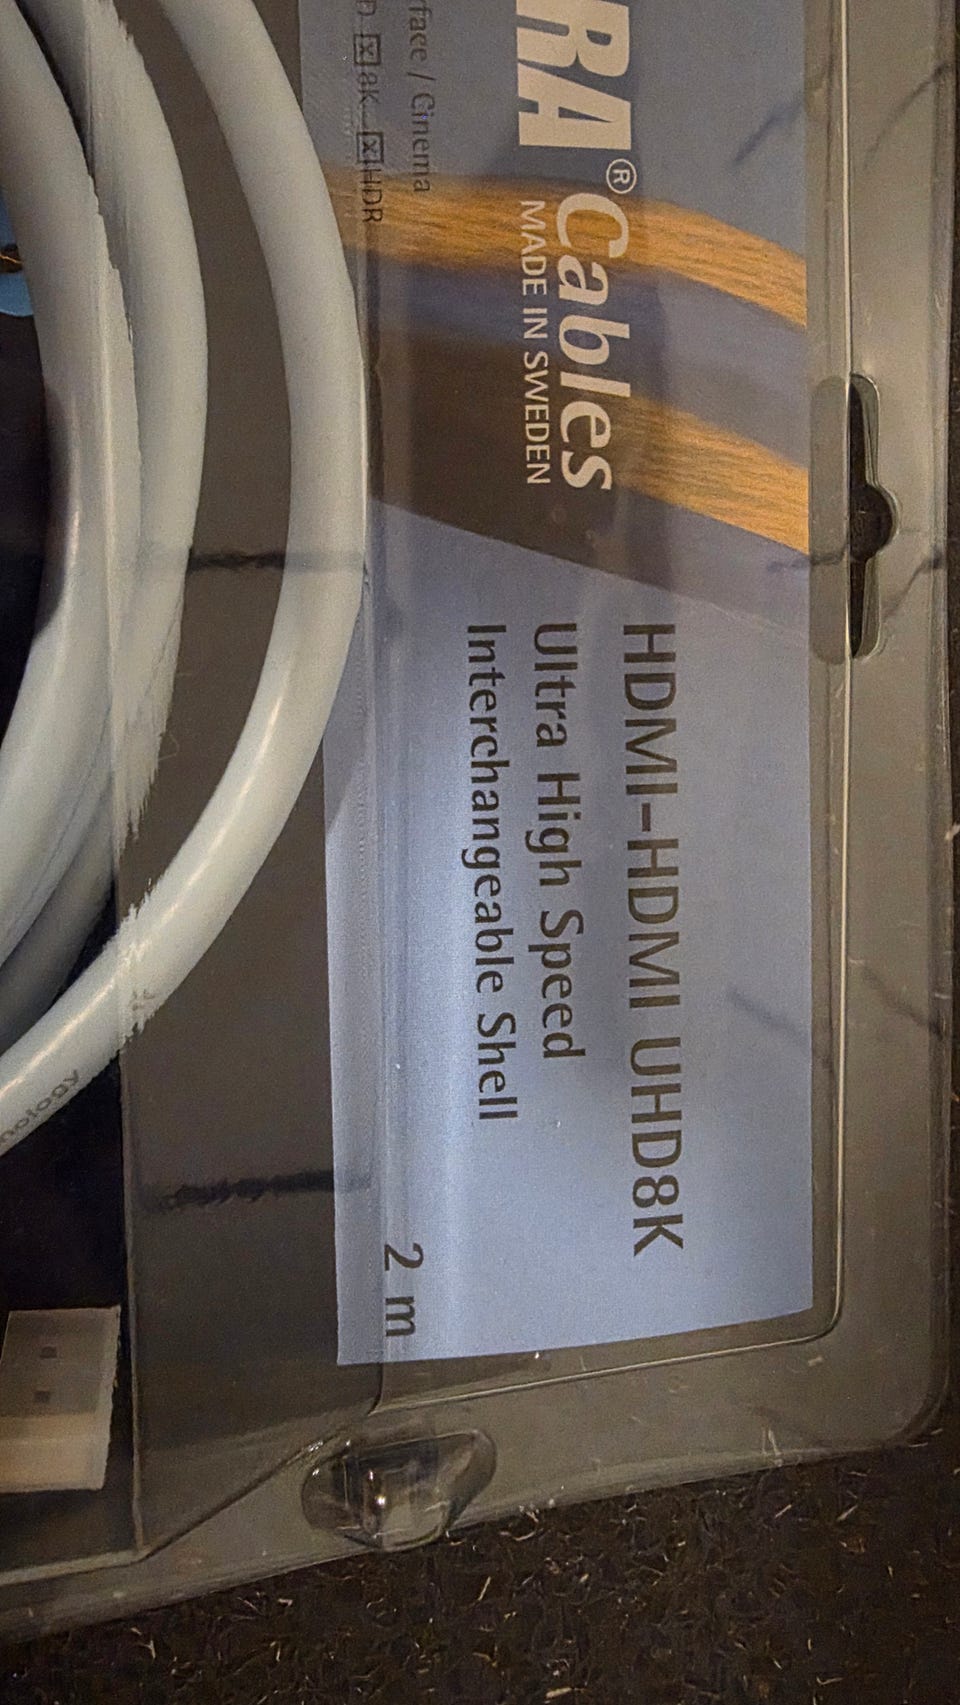 RA® Cables
MADE IN SWEDEN
rface / Cinema
D ☒ 8K ☒ HDR
HDMI-HDMI UHD8K
Ultra High Speed
Interchangeable Shell
2 m